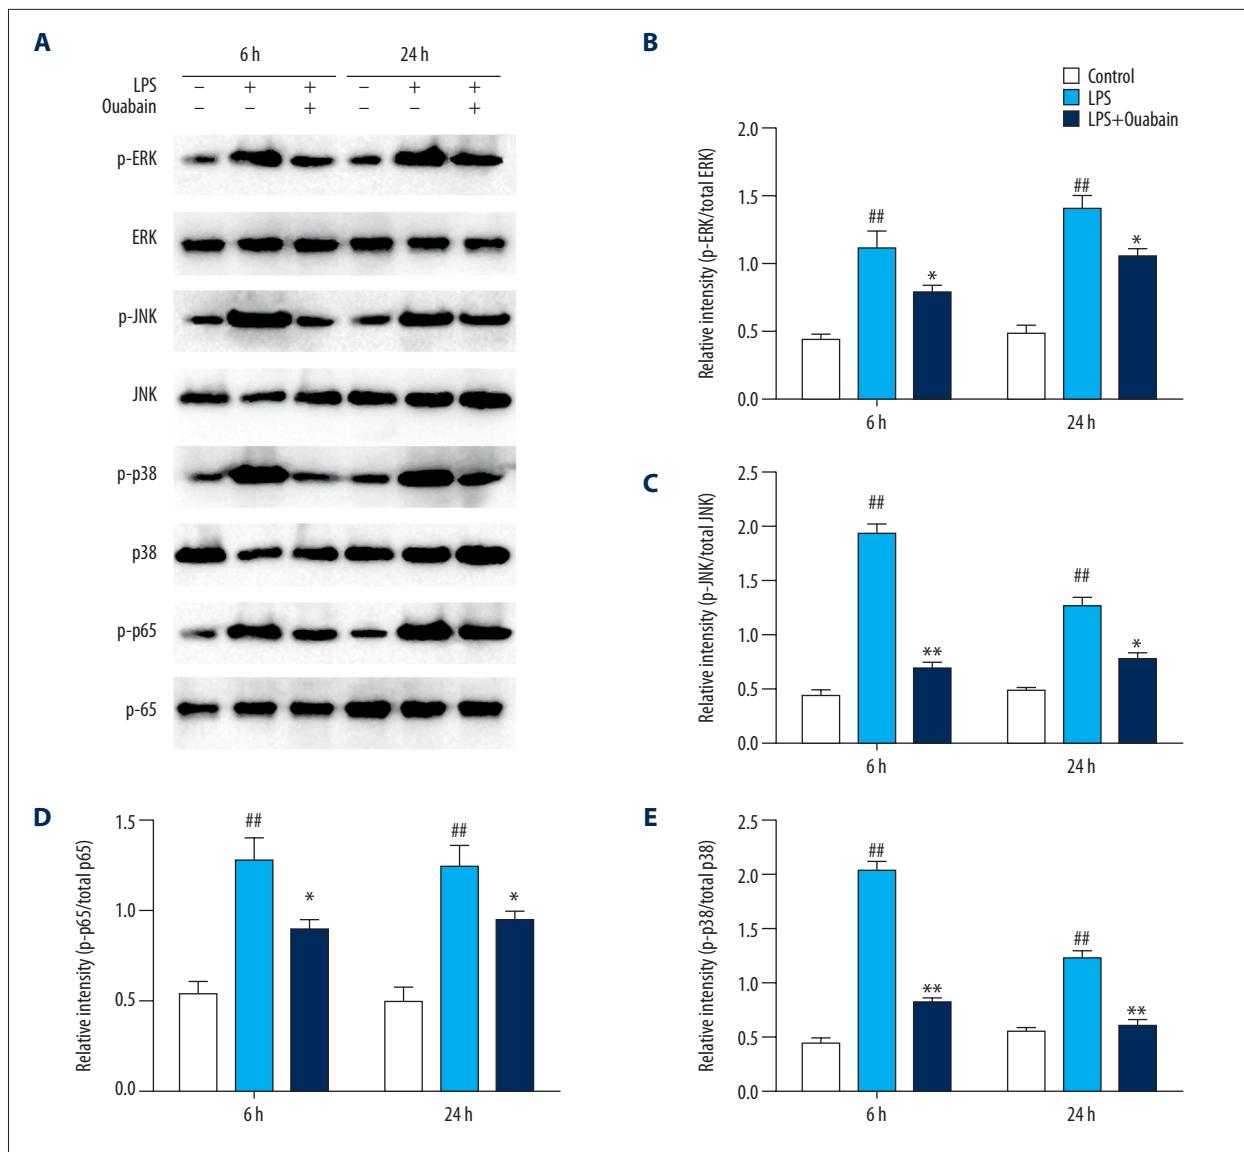 A
6 h 24 h
LPS – + + – + +
Ouabain – – + – – +
p-ERK
ERK
p-JNK
JNK
p-p38
p38
p-p65
p-65
B
Control
LPS
LPS+Ouabain
Relative intensity (p-ERK/total ERK)
2.0
1.5
1.0
0.5
0.0
## * ## *
6 h 24 h
C
Relative intensity (p-JNK/total JNK)
2.5
2.0
1.5
1.0
0.5
0.0
## ** ## *
6 h 24 h
D
Relative intensity (p-p65/total p65)
1.5
1.0
0.5
0.0
## * ## *
6 h 24 h
E
Relative intensity (p-p38/total p38)
2.5
2.0
1.5
1.0
0.5
0.0
## ** ## **
6 h 24 h